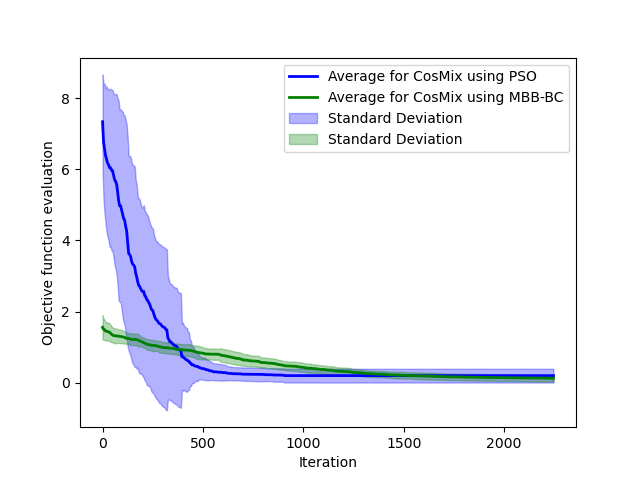 Average for CosMix using PSO
Average for CosMix using MBB-BC
Standard Deviation
Standard Deviation
Objective function evaluation
8
6
4
2
0
0 500 1000 1500 2000
Iteration